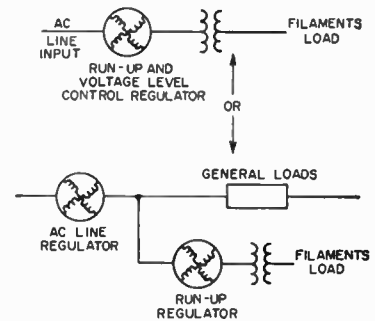 AC
LINE
INPUT
FILAMENTS
LOAD
RUN-UP AND
VOLTAGE LEVEL
CONTROL REGULATOR
OR
GENERAL LOADS
AC LINE
REGULATOR
FILAMENTS
LOAD
RUN-UP
REGULATOR